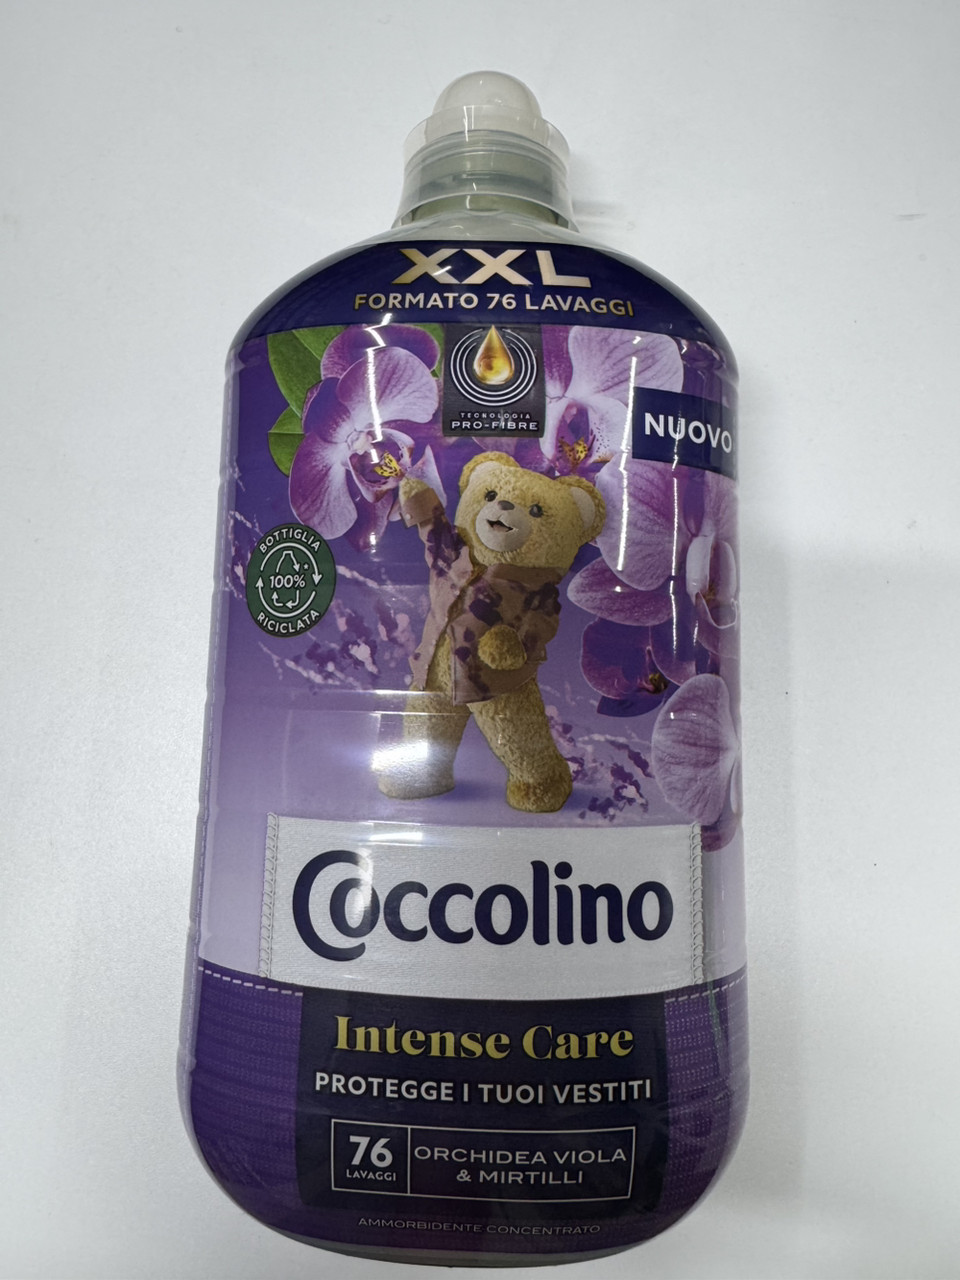 XXL
FORMATO 76 LAVAGGI
TECNOLOGIA
PRO-FIBRE
NUOVO
BOTTIGLIA
100%
RICICLATA
Coccolino
Intense Care
PROTEGGE I TUOI VESTITI
76
LAVAGGI
ORCHIDEA VIOLA
& MIRTILLI
AMMORBIDENTE CONCENTRATO